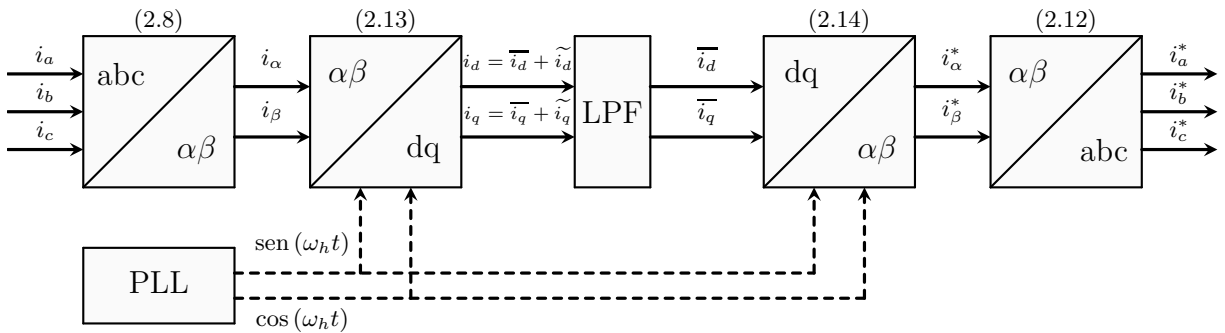 (2.8) (2.13) (2.14) (2.12)
i_a i_b i_c
abc αβ
i_α i_β
αβ dq
i_d = \overline{i_d} + \widetilde{i_d}
i_q = \overline{i_q} + \widetilde{i_q}
LPF
\overline{i_d} \overline{i_q}
dq αβ
i_α^* i_β^*
αβ abc
i_a^* i_b^* i_c^*
sen (ω_h t)
PLL
cos (ω_h t)